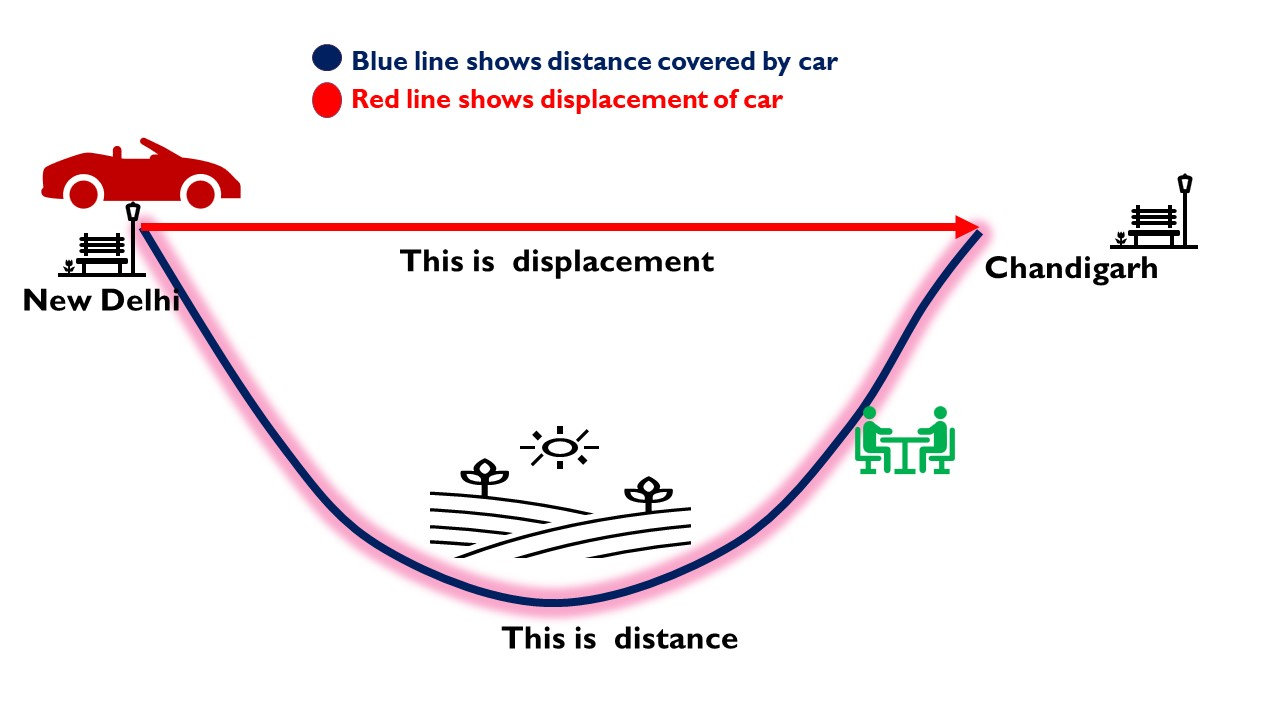 Blue line shows distance covered by car
Red line shows displacement of car
This is displacement
New Delhi
Chandigarh
This is distance